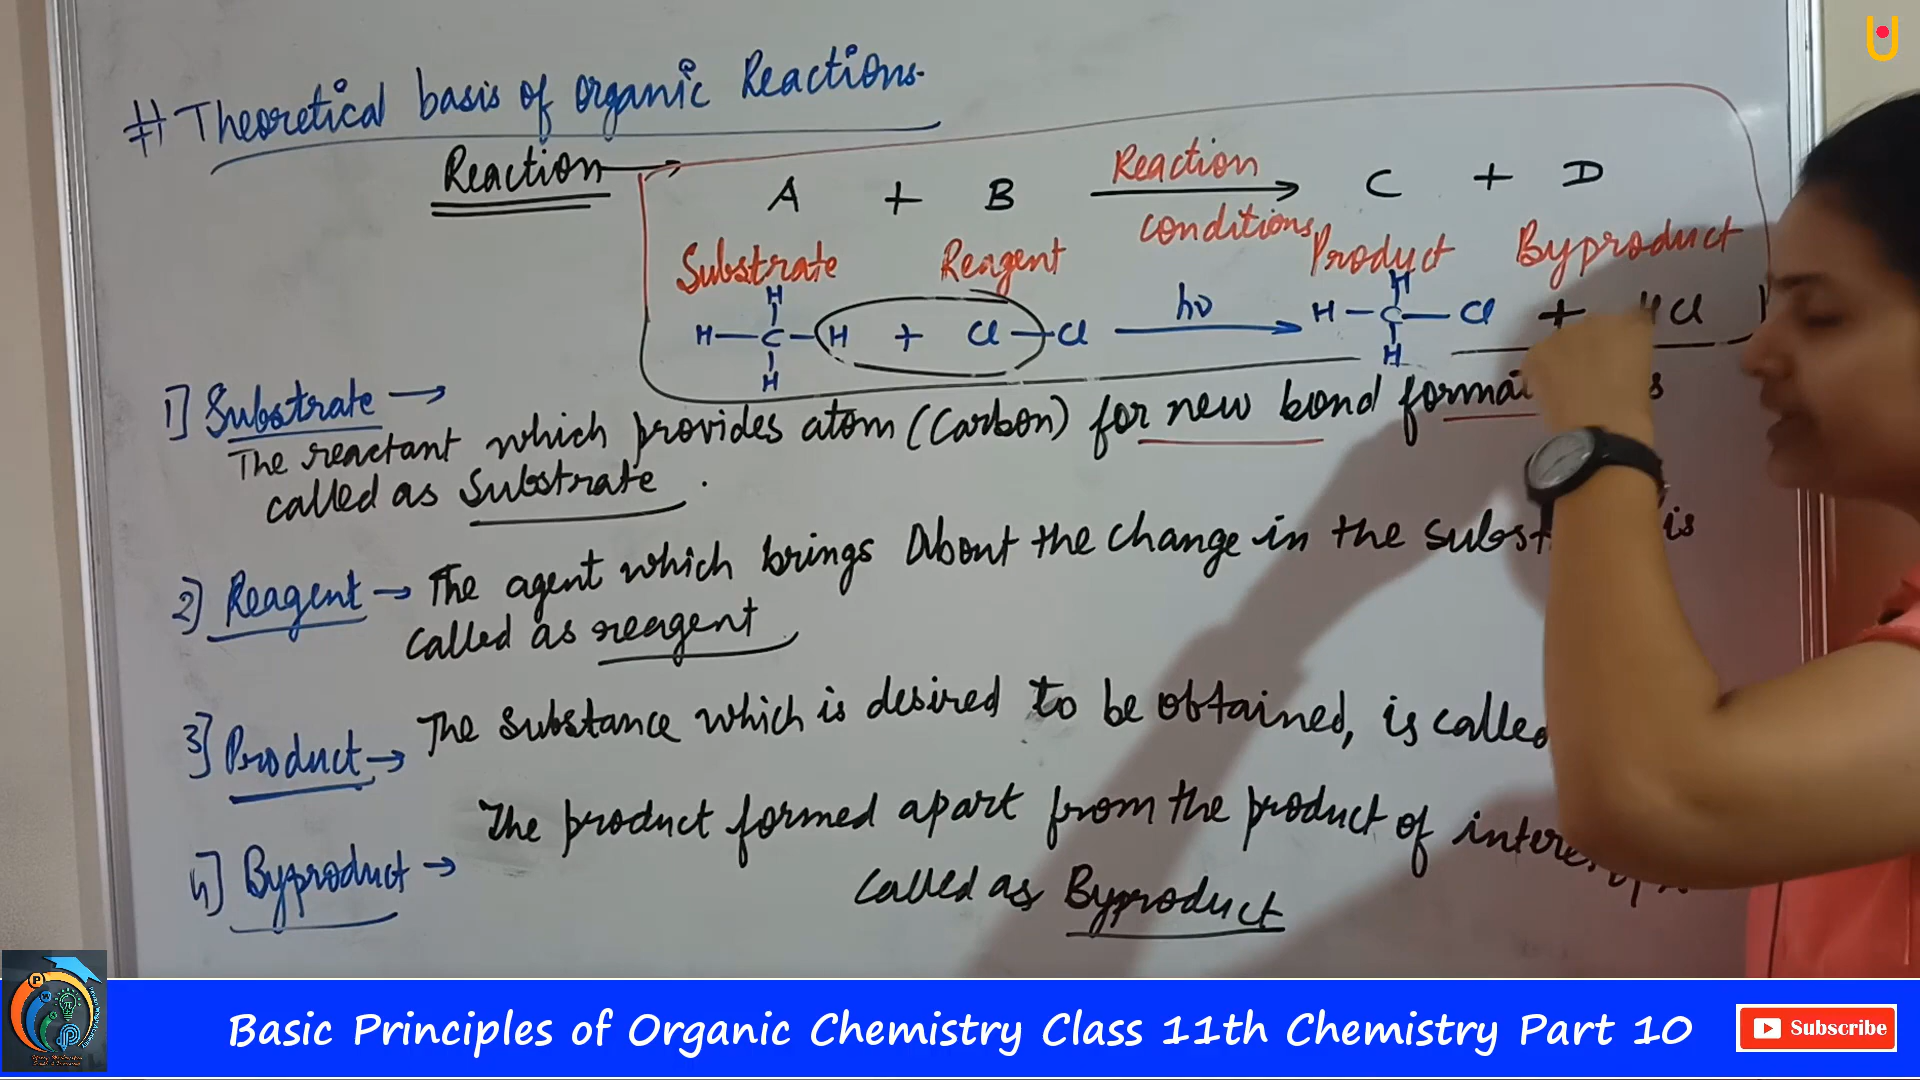 # Theoretical basis of Organic Reactions.
Reaction →
A + B Reaction conditions → C + D
Substrate Reagent Product Byproduct
H
H
H — C — H + Cl — Cl hν → H — C — Cl + HCl
H
H
1] Substrate →
The reactant which provides atom (Carbon) for new bond
called as Substrate.
2) Reagent → The agent which brings About the change in the is
called as reagent
3] Product → The Substance which is desired to be obtained, is called
4] Byproduct → The product formed apart from the product of
called as Byproduct
Basic Principles of Organic Chemistry Class 11th Chemistry Part 10
Subscribe